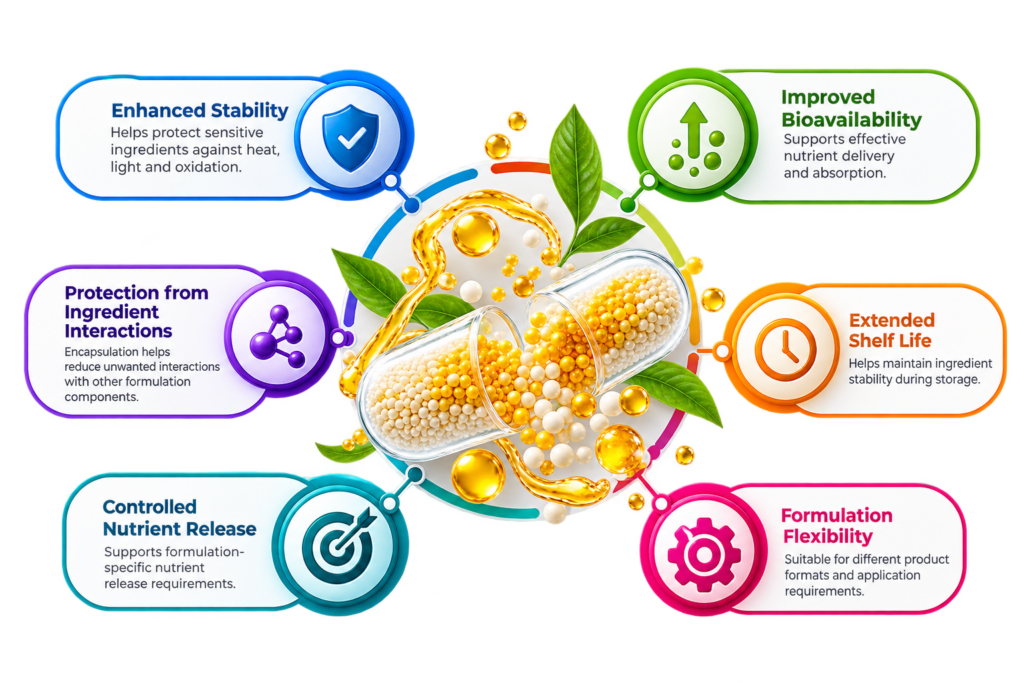 Enhanced Stability
Helps protect sensitive
ingredients against heat,
light and oxidation.
Improved
Bioavailability
Supports effective
nutrient delivery
and absorption.
Protection from
Ingredient
Interactions
Encapsulation helps
reduce unwanted interactions
with other formulation
components.
Extended
Shelf Life
Helps maintain ingredient
stability during storage.
Controlled
Nutrient Release
Supports formulation-
specific nutrient
release requirements.
Formulation
Flexibility
Suitable for different product
formats and application
requirements.